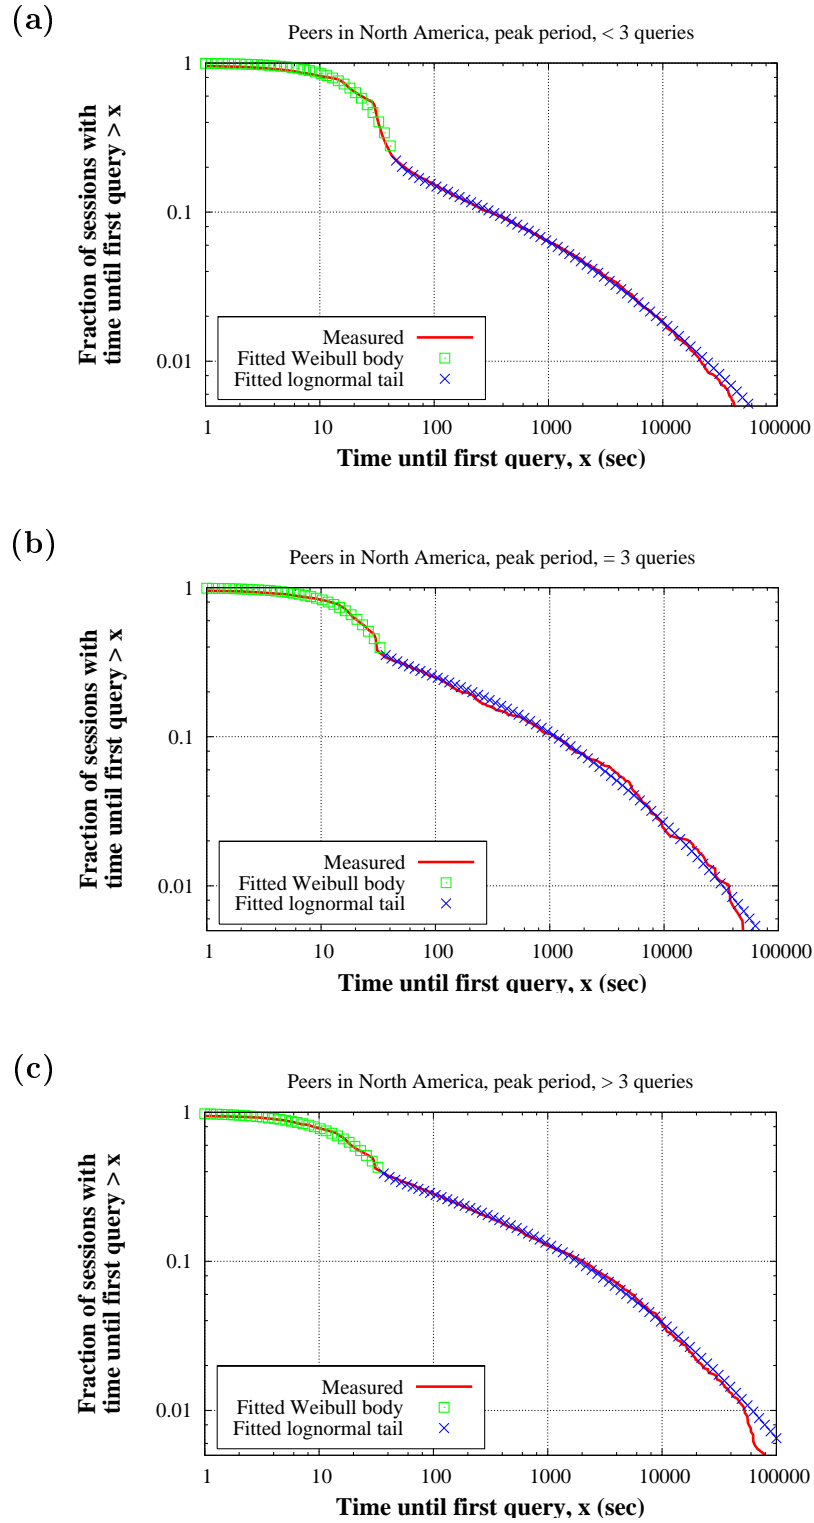 (a)
Peers in North America, peak period, < 3 queries
Fraction of sessions with
time until first query > x
1
0.1
0.01
Measured
Fitted Weibull body
Fitted lognormal tail
1 10 100 1000 10000 100000
Time until first query, x (sec)
(b)
Peers in North America, peak period, = 3 queries
Fraction of sessions with
time until first query > x
1
0.1
0.01
Measured
Fitted Weibull body
Fitted lognormal tail
1 10 100 1000 10000 100000
Time until first query, x (sec)
(c)
Peers in North America, peak period, > 3 queries
Fraction of sessions with
time until first query > x
1
0.1
0.01
Measured
Fitted Weibull body
Fitted lognormal tail
1 10 100 1000 10000 100000
Time until first query, x (sec)